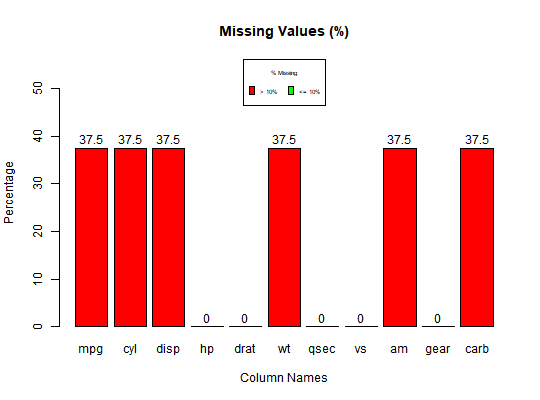 Missing Values (%)
% Missing
> 10% <= 10%
Percentage
50
40
30
20
10
0
37.5 37.5 37.5 0 0 37.5 0 0 37.5 0 37.5
mpg cyl disp hp drat wt qsec vs am gear carb
Column Names